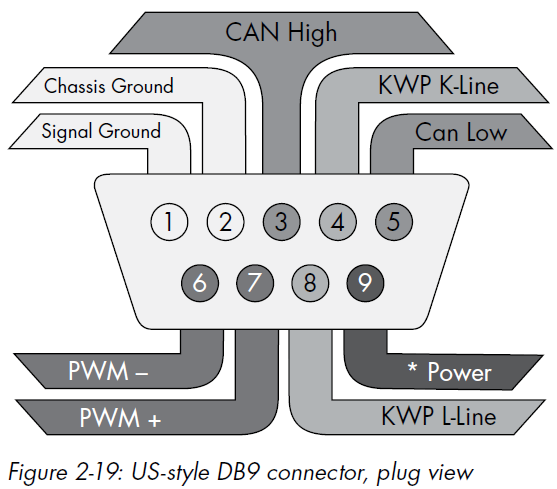 CAN High
Chassis Ground
KWP K-Line
Signal Ground
Can Low
1 2 3 4 5
6 7 8 9
PWM –
* Power
PWM +
KWP L-Line
Figure 2-19: US-style DB9 connector, plug view